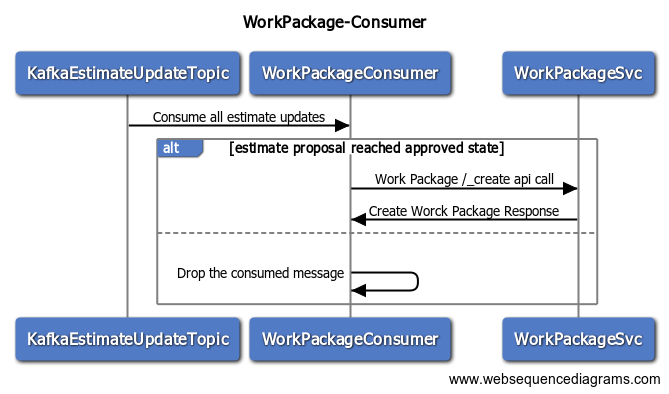 WorkPackage-Consumer
KafkaEstimateUpdateTopic WorkPackageConsumer WorkPackageSvc
Consume all estimate updates
alt [estimate proposal reached approved state]
Work Package /_create api call
Create Worck Package Response
Drop the consumed message
KafkaEstimateUpdateTopic WorkPackageConsumer WorkPackageSvc
www.websequencediagrams.com